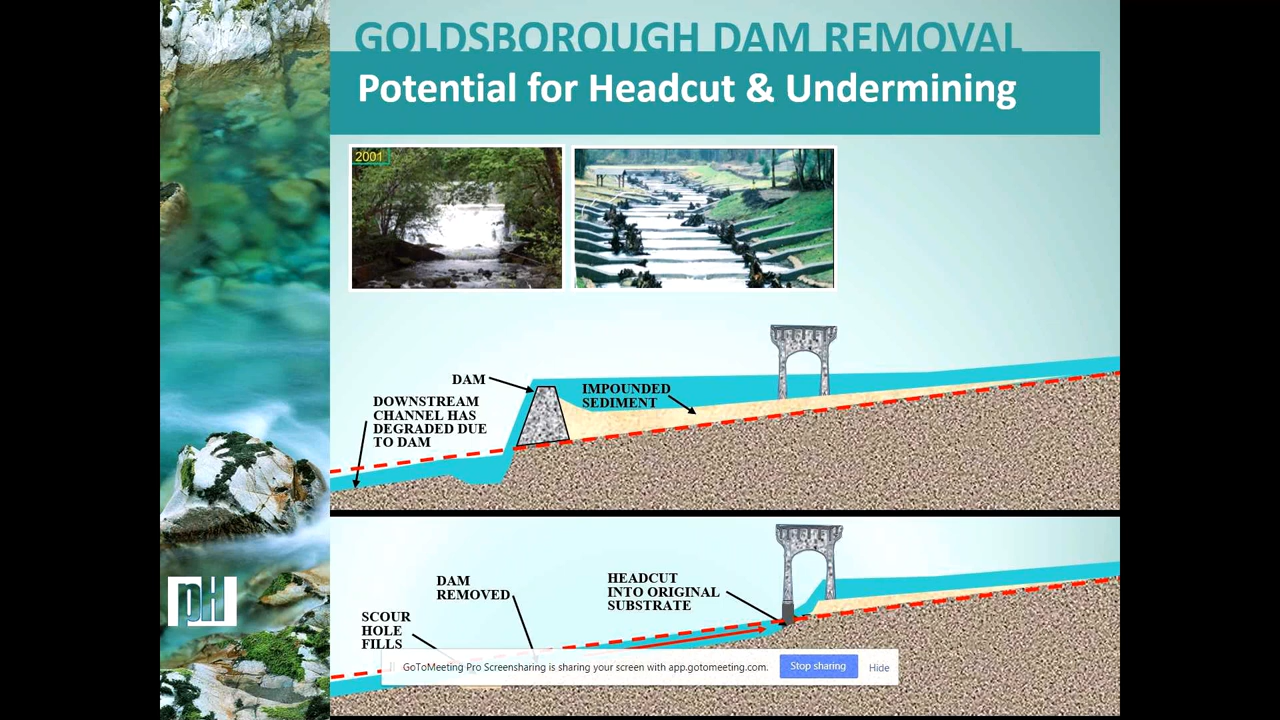 GOLDSBOROUGH DAM REMOVAL
Potential for Headcut & Undermining
2001
DAM
IMPOUNDED
SEDIMENT
DOWNSTREAM
CHANNEL HAS
DEGRADED DUE
TO DAM
DAM
REMOVED
HEADCUT
INTO ORIGINAL
SUBSTRATE
SCOUR
HOLE
FILLS
GoToMeeting Pro Screensharing is sharing your screen with app.gotomeeting.com.
Stop sharing
Hide
pH